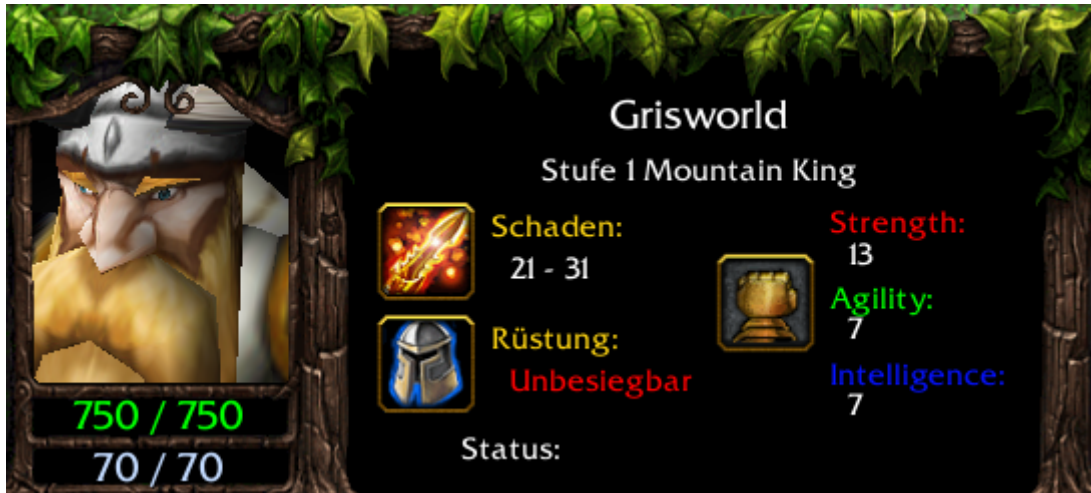 Grisworld
Stufe 1 Mountain King
Schaden:
21 - 31
Rüstung:
Unbesiegbar
Strength:
13
Agility:
7
Intelligence:
7
Status:
750 / 750
70 / 70